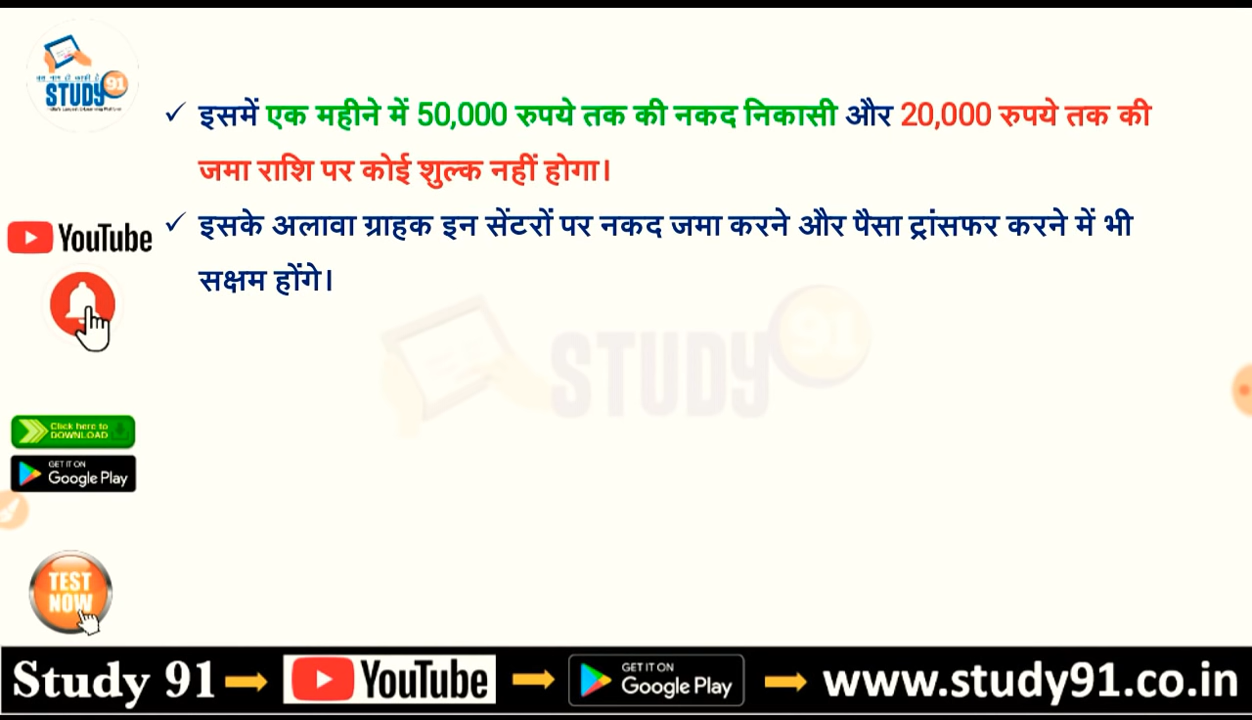 STUDY 91
✓ इसमें एक महीने में 50,000 रुपये तक की नकद निकासी और 20,000 रुपये तक की
जमा राशि पर कोई शुल्क नहीं होगा।
YouTube
✓ इसके अलावा ग्राहक इन सेंटरों पर नकद जमा करने और पैसा ट्रांसफर करने में भी
सक्षम होंगे।
STUDY 91
Click here to
DOWNLOAD
GET IT ON
Google Play
TEST
NOW
Study 91 YouTube GET IT ON Google Play www.study91.co.in